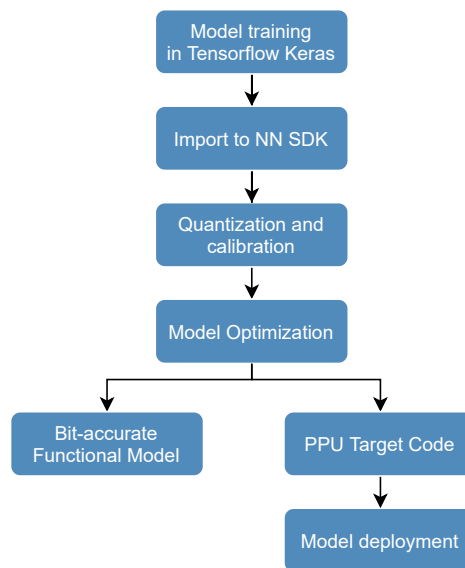 Model training
in Tensorflow Keras
Import to NN SDK
Quantization and
calibration
Model Optimization
Bit-accurate
Functional Model
PPU Target Code
Model deployment